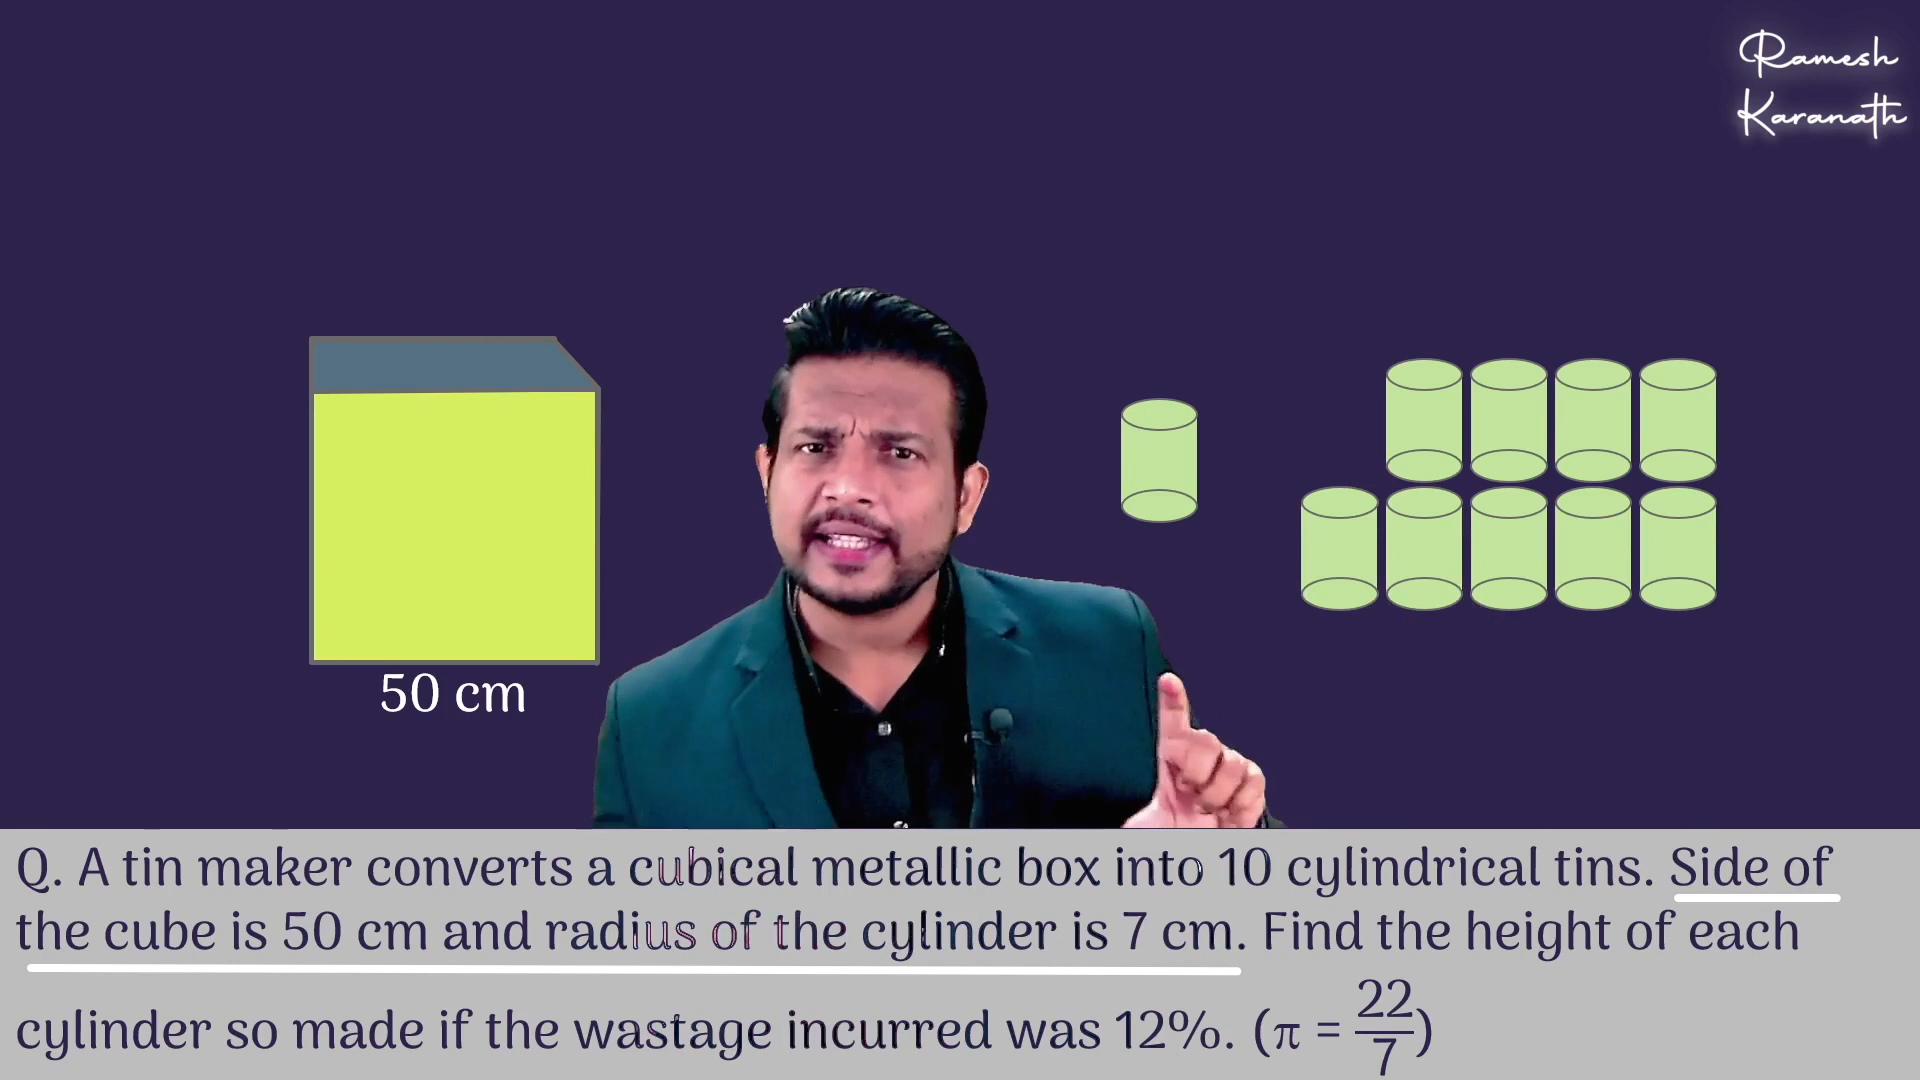 Ramesh
Karanath
50 cm
Q. A tin maker converts a cubical metallic box into 10 cylindrical tins. Side of
the cube is 50 cm and radius of the cylinder is 7 cm. Find the height of each
cylinder so made if the wastage incurred was 12%. (π = 22/7)